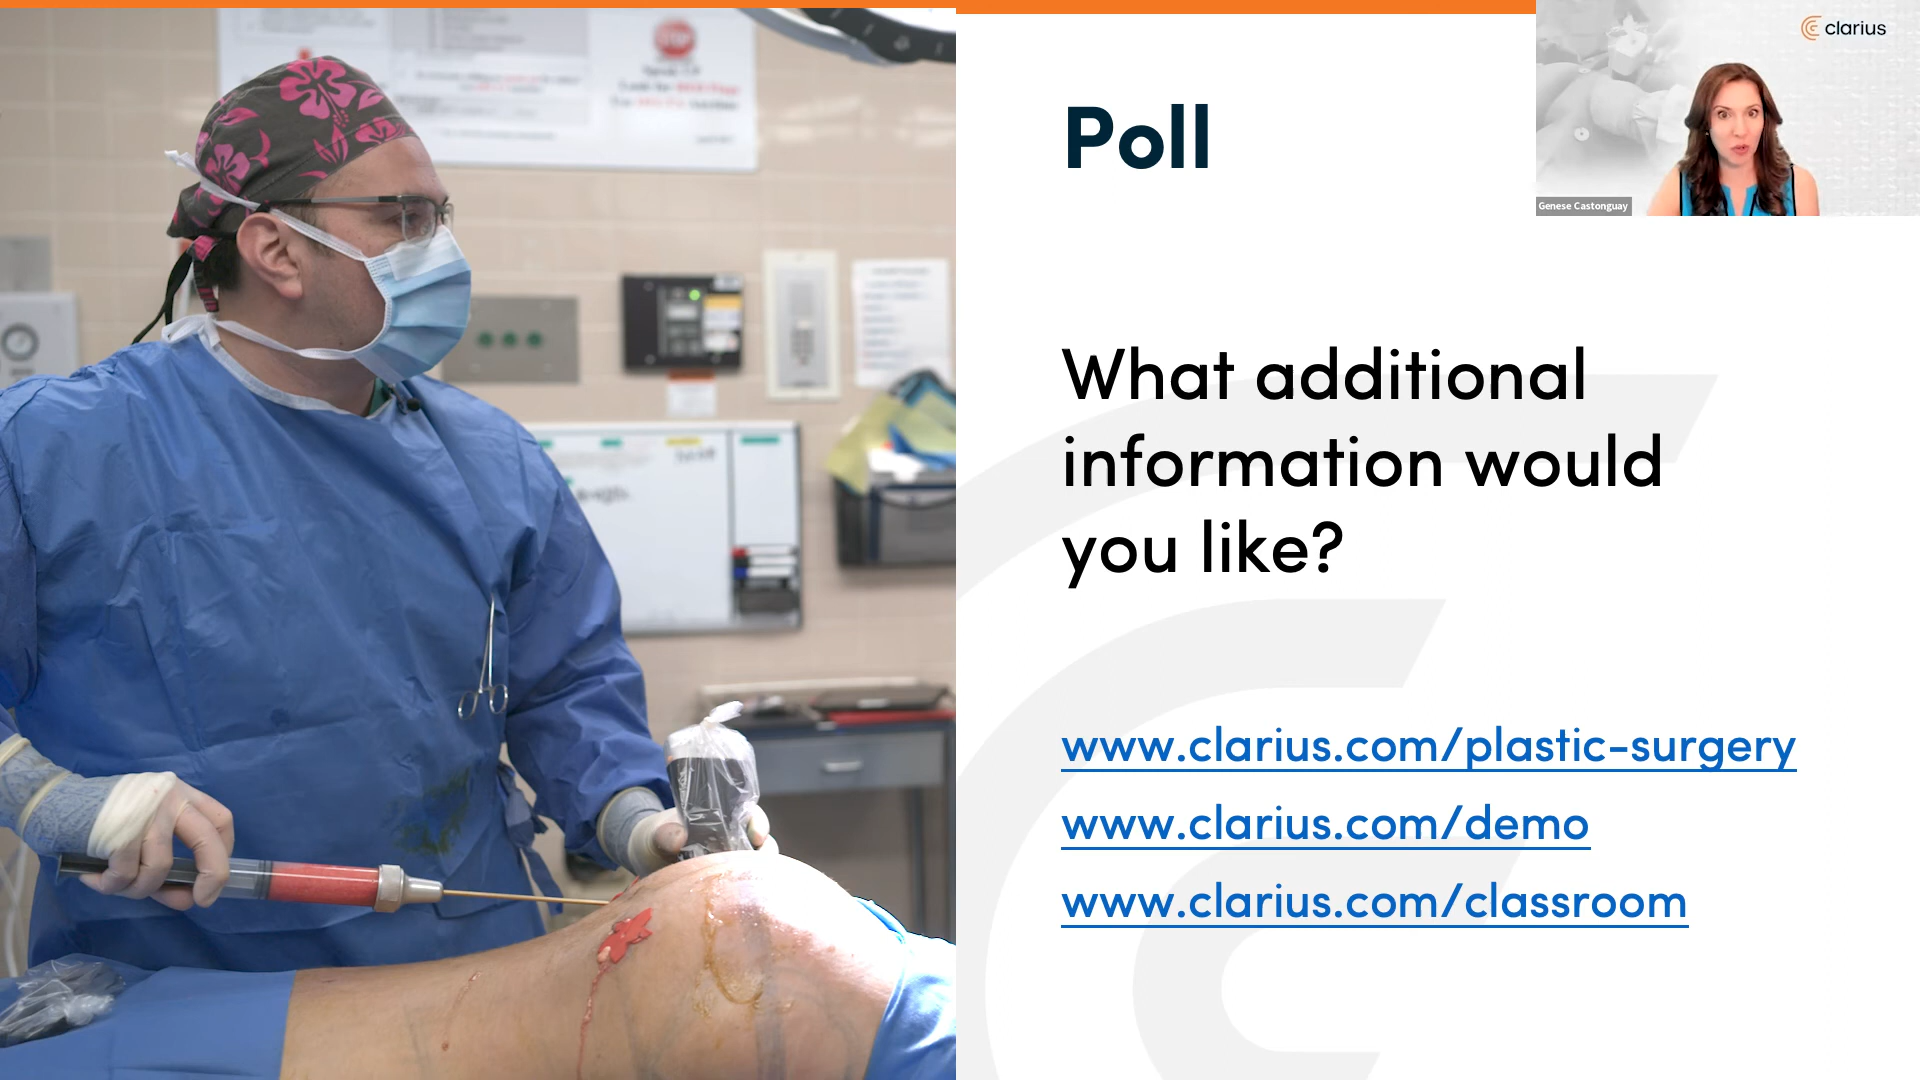 clarius
Genese Castonguay
Poll
What additional
information would
you like?
www.clarius.com/plastic-surgery
www.clarius.com/demo
www.clarius.com/classroom